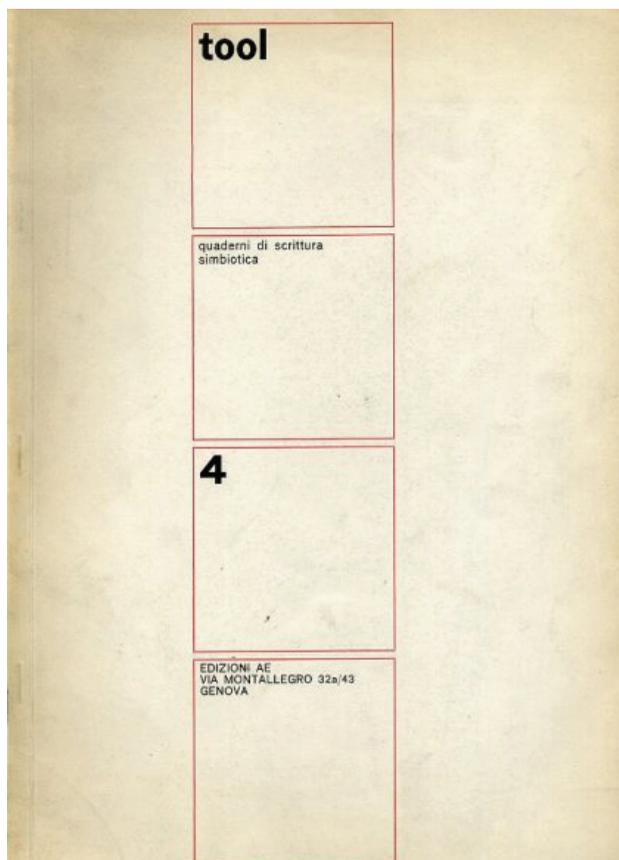 tool
quaderni di scrittura
simbiotica
4
EDIZIONI AE
VIA MONTALLEGRO 32a/43
GENOVA